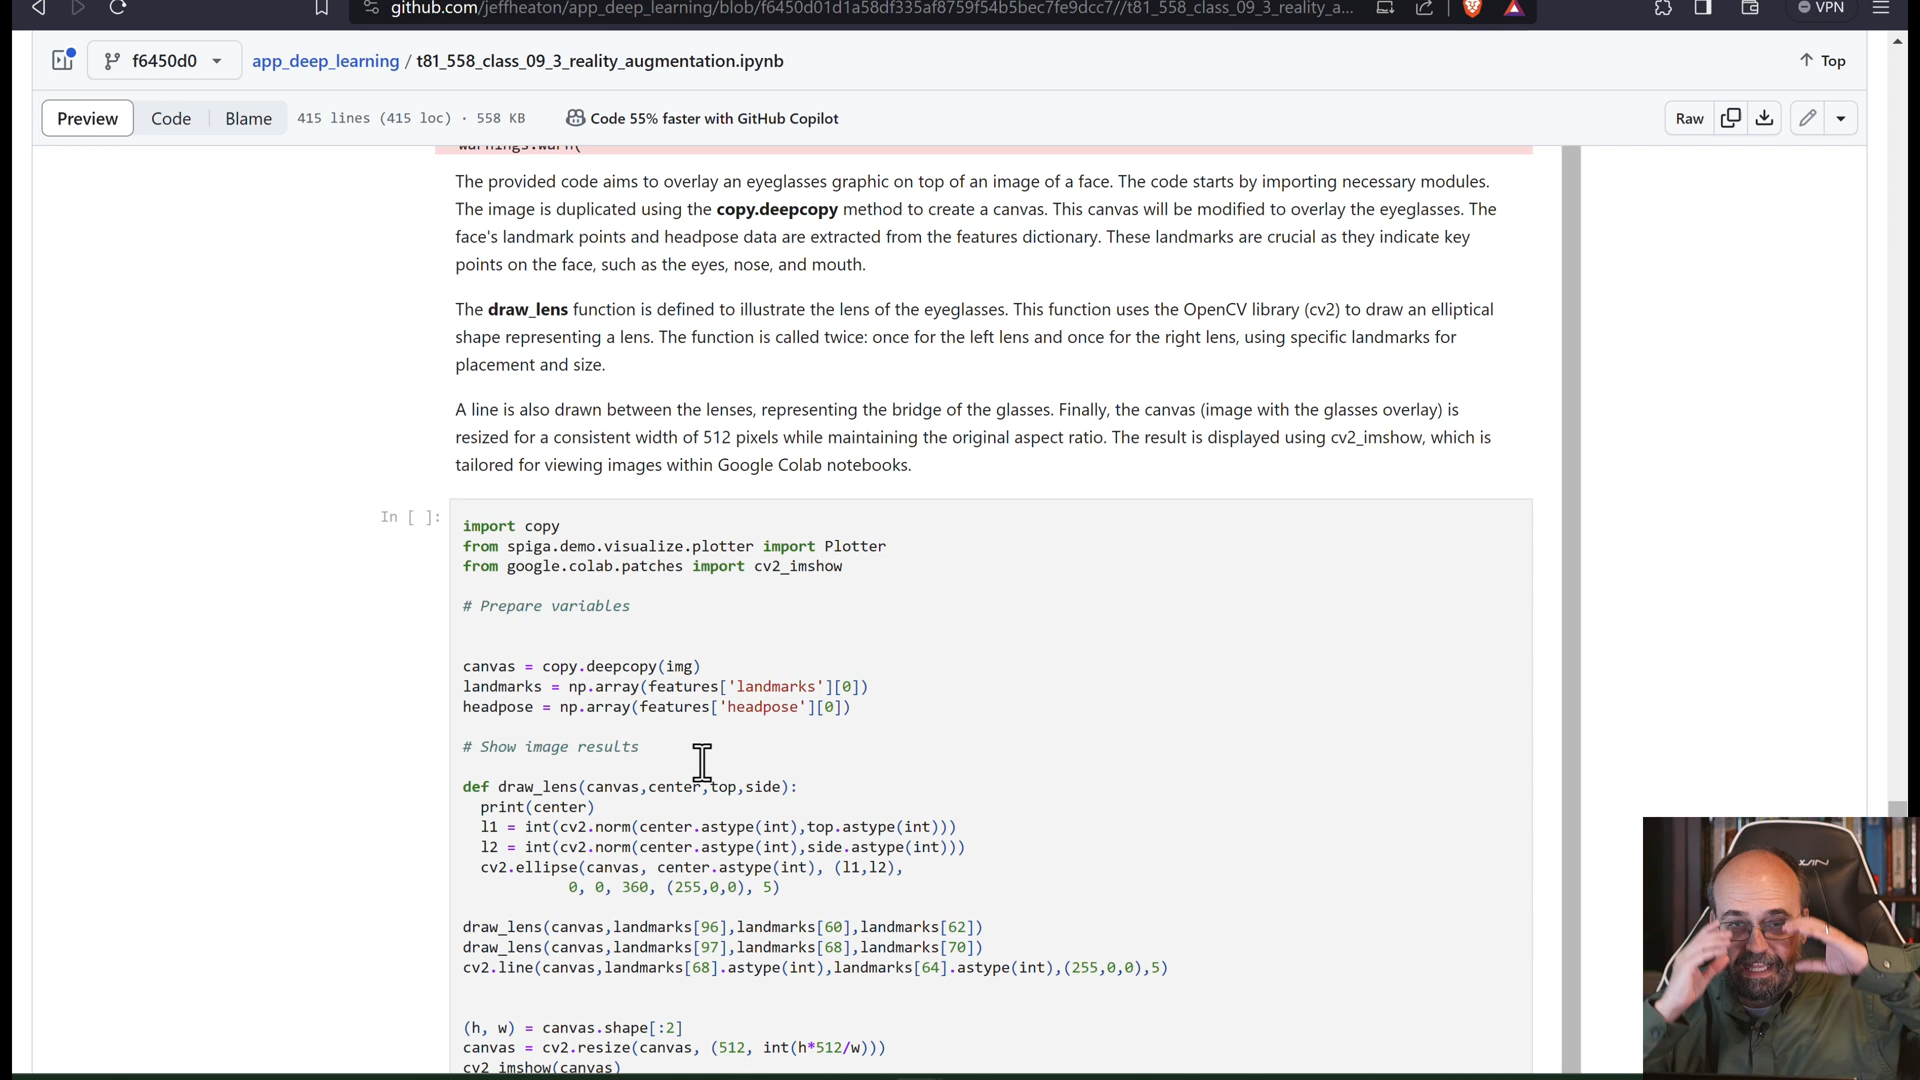 github.com/jeffheaton/app_deep_learning/blob/f6450d01d1a58df335af8759f54b5bec7fe9dcc7//t81_558_class_09_3_reality_a...
VPN
f6450d0
app_deep_learning / t81_558_class_09_3_reality_augmentation.ipynb
Top
Preview
Code
Blame
415 lines (415 loc) · 558 KB
Code 55% faster with GitHub Copilot
Raw
warnings.warn(
The provided code aims to overlay an eyeglasses graphic on top of an image of a face. The code starts by importing necessary modules.
The image is duplicated using the copy.deepcopy method to create a canvas. This canvas will be modified to overlay the eyeglasses. The
face's landmark points and headpose data are extracted from the features dictionary. These landmarks are crucial as they indicate key
points on the face, such as the eyes, nose, and mouth.
The draw_lens function is defined to illustrate the lens of the eyeglasses. This function uses the OpenCV library (cv2) to draw an elliptical
shape representing a lens. The function is called twice: once for the left lens and once for the right lens, using specific landmarks for
placement and size.
A line is also drawn between the lenses, representing the bridge of the glasses. Finally, the canvas (image with the glasses overlay) is
resized for a consistent width of 512 pixels while maintaining the original aspect ratio. The result is displayed using cv2_imshow, which is
tailored for viewing images within Google Colab notebooks.
In [ ]:
import copy
from spiga.demo.visualize.plotter import Plotter
from google.colab.patches import cv2_imshow
# Prepare variables
canvas = copy.deepcopy(img)
landmarks = np.array(features['landmarks'][0])
headpose = np.array(features['headpose'][0])
# Show image results
def draw_lens(canvas,center,top,side):
print(center)
l1 = int(cv2.norm(center.astype(int),top.astype(int)))
l2 = int(cv2.norm(center.astype(int),side.astype(int)))
cv2.ellipse(canvas, center.astype(int), (l1,l2),
0, 0, 360, (255,0,0), 5)
draw_lens(canvas,landmarks[96],landmarks[60],landmarks[62])
draw_lens(canvas,landmarks[97],landmarks[68],landmarks[70])
cv2.line(canvas,landmarks[68].astype(int),landmarks[64].astype(int),(255,0,0),5)
(h, w) = canvas.shape[:2]
canvas = cv2.resize(canvas, (512, int(h*512/w)))
cv2_imshow(canvas)